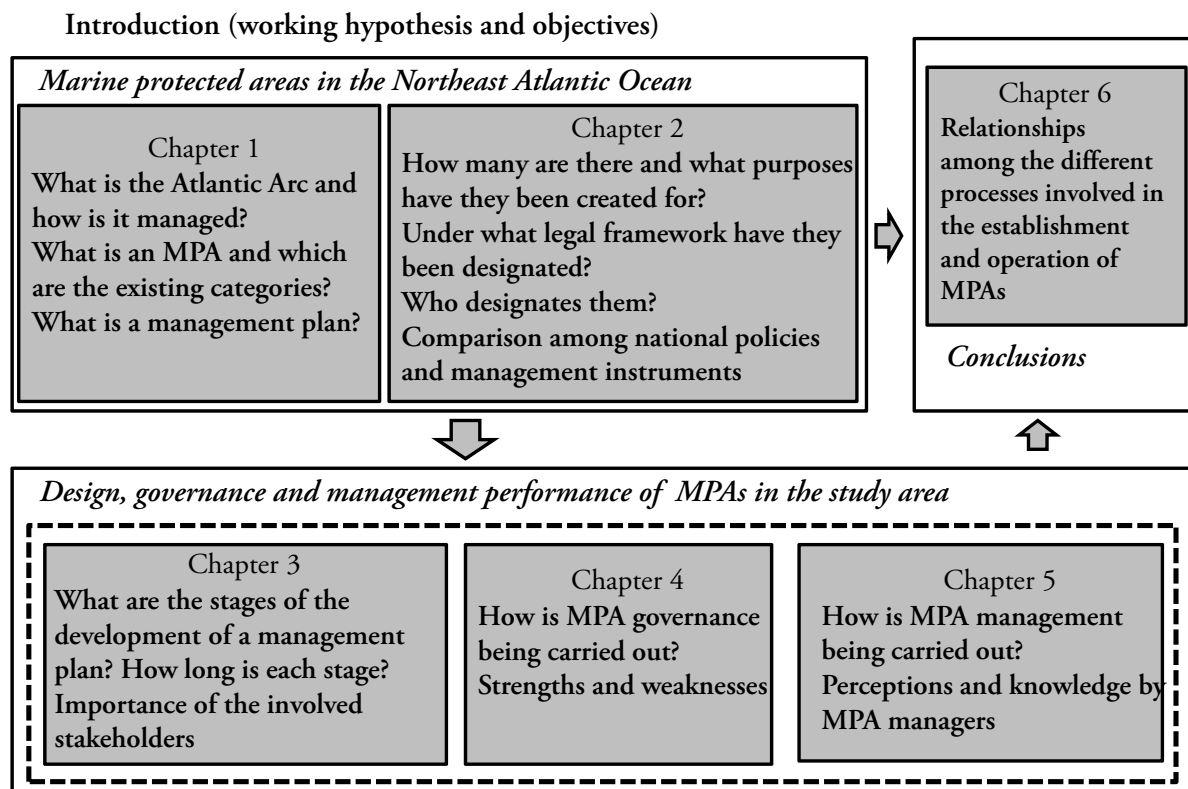 Introduction (working hypothesis and objectives)
Marine protected areas in the Northeast Atlantic Ocean
Chapter 1
What is the Atlantic Arc and
how is it managed?
What is an MPA and which
are the existing categories?
What is a management plan?
Chapter 2
How many are there and what purposes
have they been created for?
Under what legal framework have they
been designated?
Who designates them?
Comparison among national policies
and management instruments
Chapter 6
Relationships
among the different
processes involved in
the establishment
and operation of
MPAs
Conclusions
Design, governance and management performance of MPAs in the study area
Chapter 3
What are the stages of the
development of a management
plan? How long is each stage?
Importance of the involved
stakeholders
Chapter 4
How is MPA governance
being carried out?
Strengths and weaknesses
Chapter 5
How is MPA management
being carried out?
Perceptions and knowledge by
MPA managers